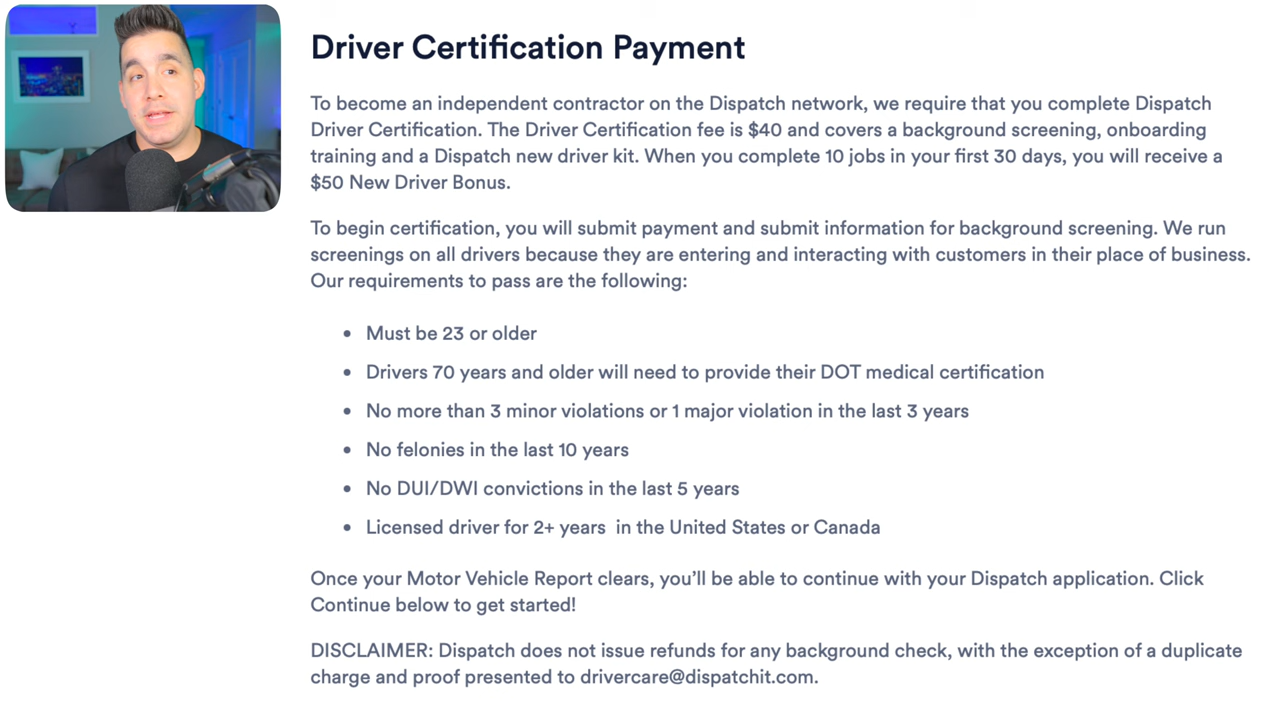 Driver Certification Payment
To become an independent contractor on the Dispatch network, we require that you complete Dispatch
Driver Certification. The Driver Certification fee is $40 and covers a background screening, onboarding
training and a Dispatch new driver kit. When you complete 10 jobs in your first 30 days, you will receive a
$50 New Driver Bonus.
To begin certification, you will submit payment and submit information for background screening. We run
screenings on all drivers because they are entering and interacting with customers in their place of business.
Our requirements to pass are the following:
• Must be 23 or older
• Drivers 70 years and older will need to provide their DOT medical certification
• No more than 3 minor violations or 1 major violation in the last 3 years
• No felonies in the last 10 years
• No DUI/DWI convictions in the last 5 years
• Licensed driver for 2+ years  in the United States or Canada
Once your Motor Vehicle Report clears, you’ll be able to continue with your Dispatch application. Click
Continue below to get started!
DISCLAIMER: Dispatch does not issue refunds for any background check, with the exception of a duplicate
charge and proof presented to drivercare@dispatchit.com.